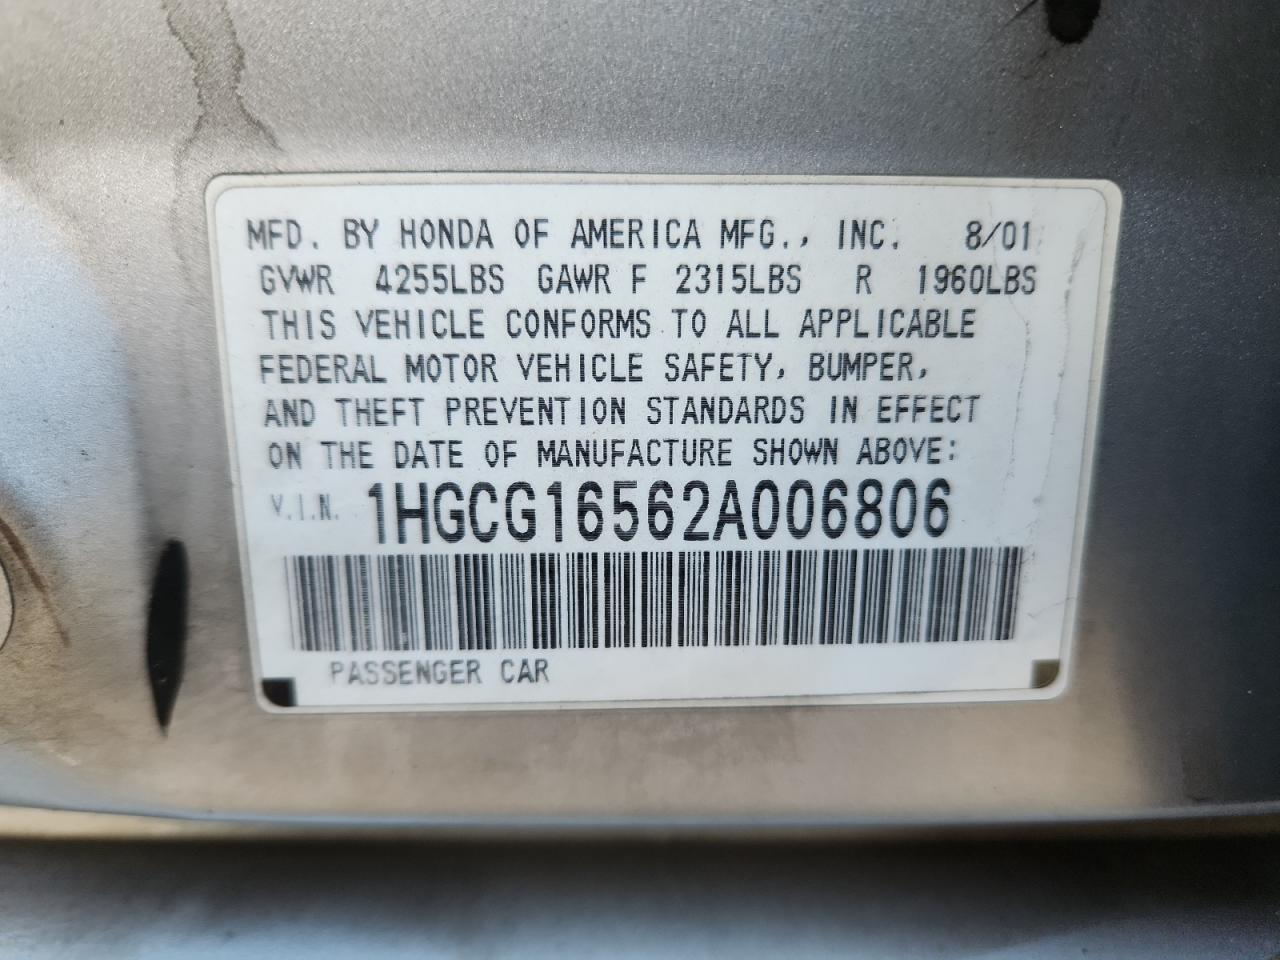 MFD. BY HONDA OF AMERICA MFG., INC. 8/01
GVWR 4255LBS GAWR F 2315LBS R 1960LBS
THIS VEHICLE CONFORMS TO ALL APPLICABLE
FEDERAL MOTOR VEHICLE SAFETY, BUMPER,
AND THEFT PREVENTION STANDARDS IN EFFECT
ON THE DATE OF MANUFACTURE SHOWN ABOVE:
V.I.N. 1HGCG16562A006806
PASSENGER CAR